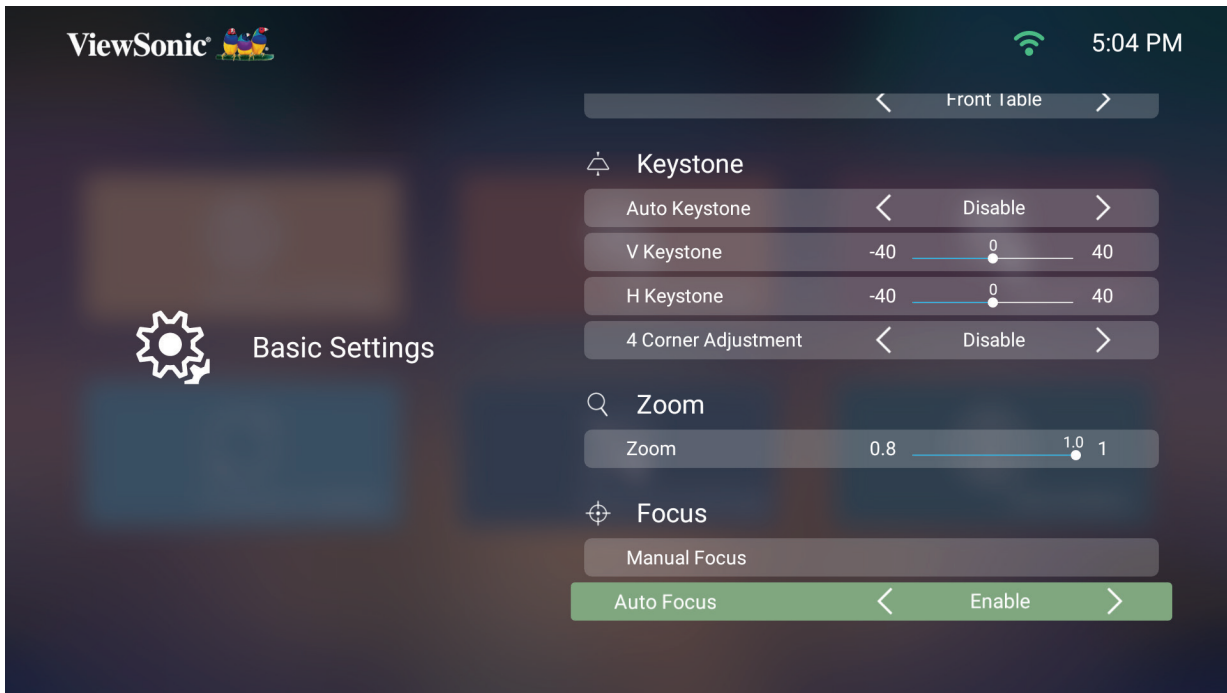 ViewSonic®
5:04 PM
Front Table
Keystone
Auto Keystone Disable
V Keystone -40 0 40
H Keystone -40 0 40
Basic Settings
4 Corner Adjustment Disable
Zoom
Zoom 0.8 1.0 1
Focus
Manual Focus
Auto Focus Enable